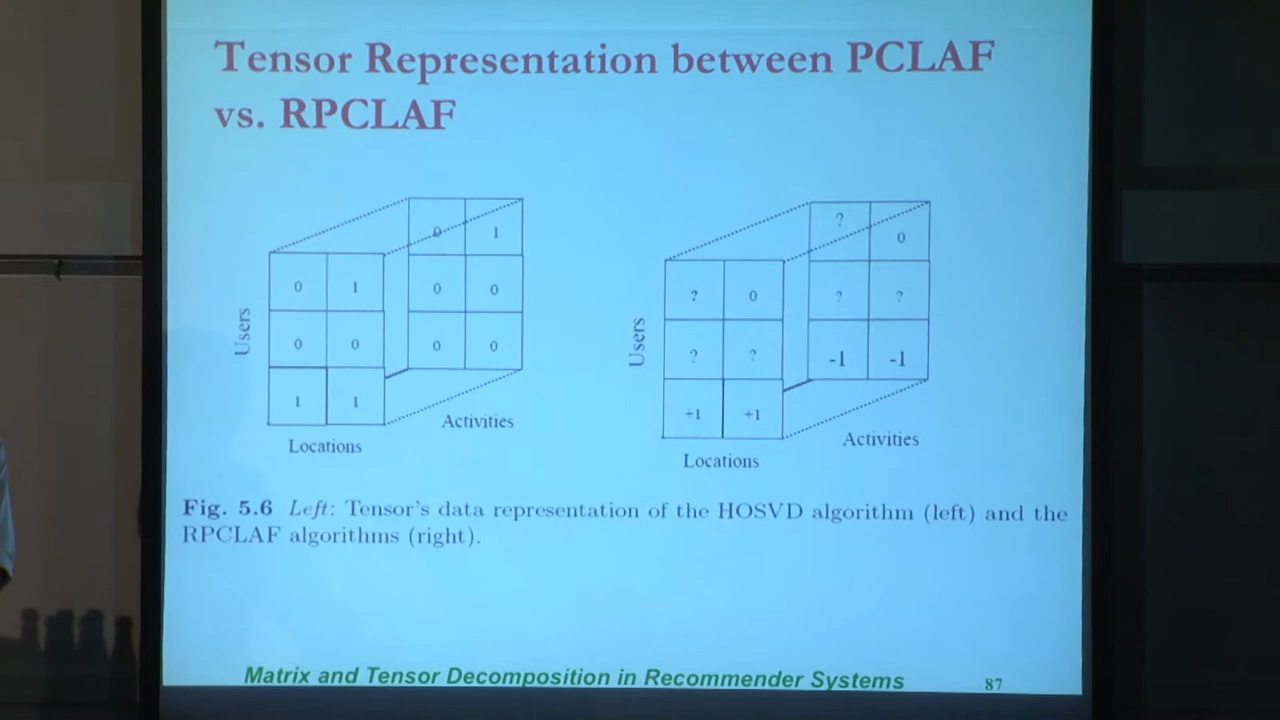 Tensor Representation between PCLAF
vs. RPCLAF
0 1
0 1
0 0
0 0
0 0
0 0
1 1
Users
Locations
Activities
? 0
? 0
? ?
? ?
-1 -1
+1 +1
Users
Locations
Activities
Fig. 5.6 Left: Tensor's data representation of the HOSVD algorithm (left) and the
RPCLAF algorithms (right).
Matrix and Tensor Decomposition in Recommender Systems 87